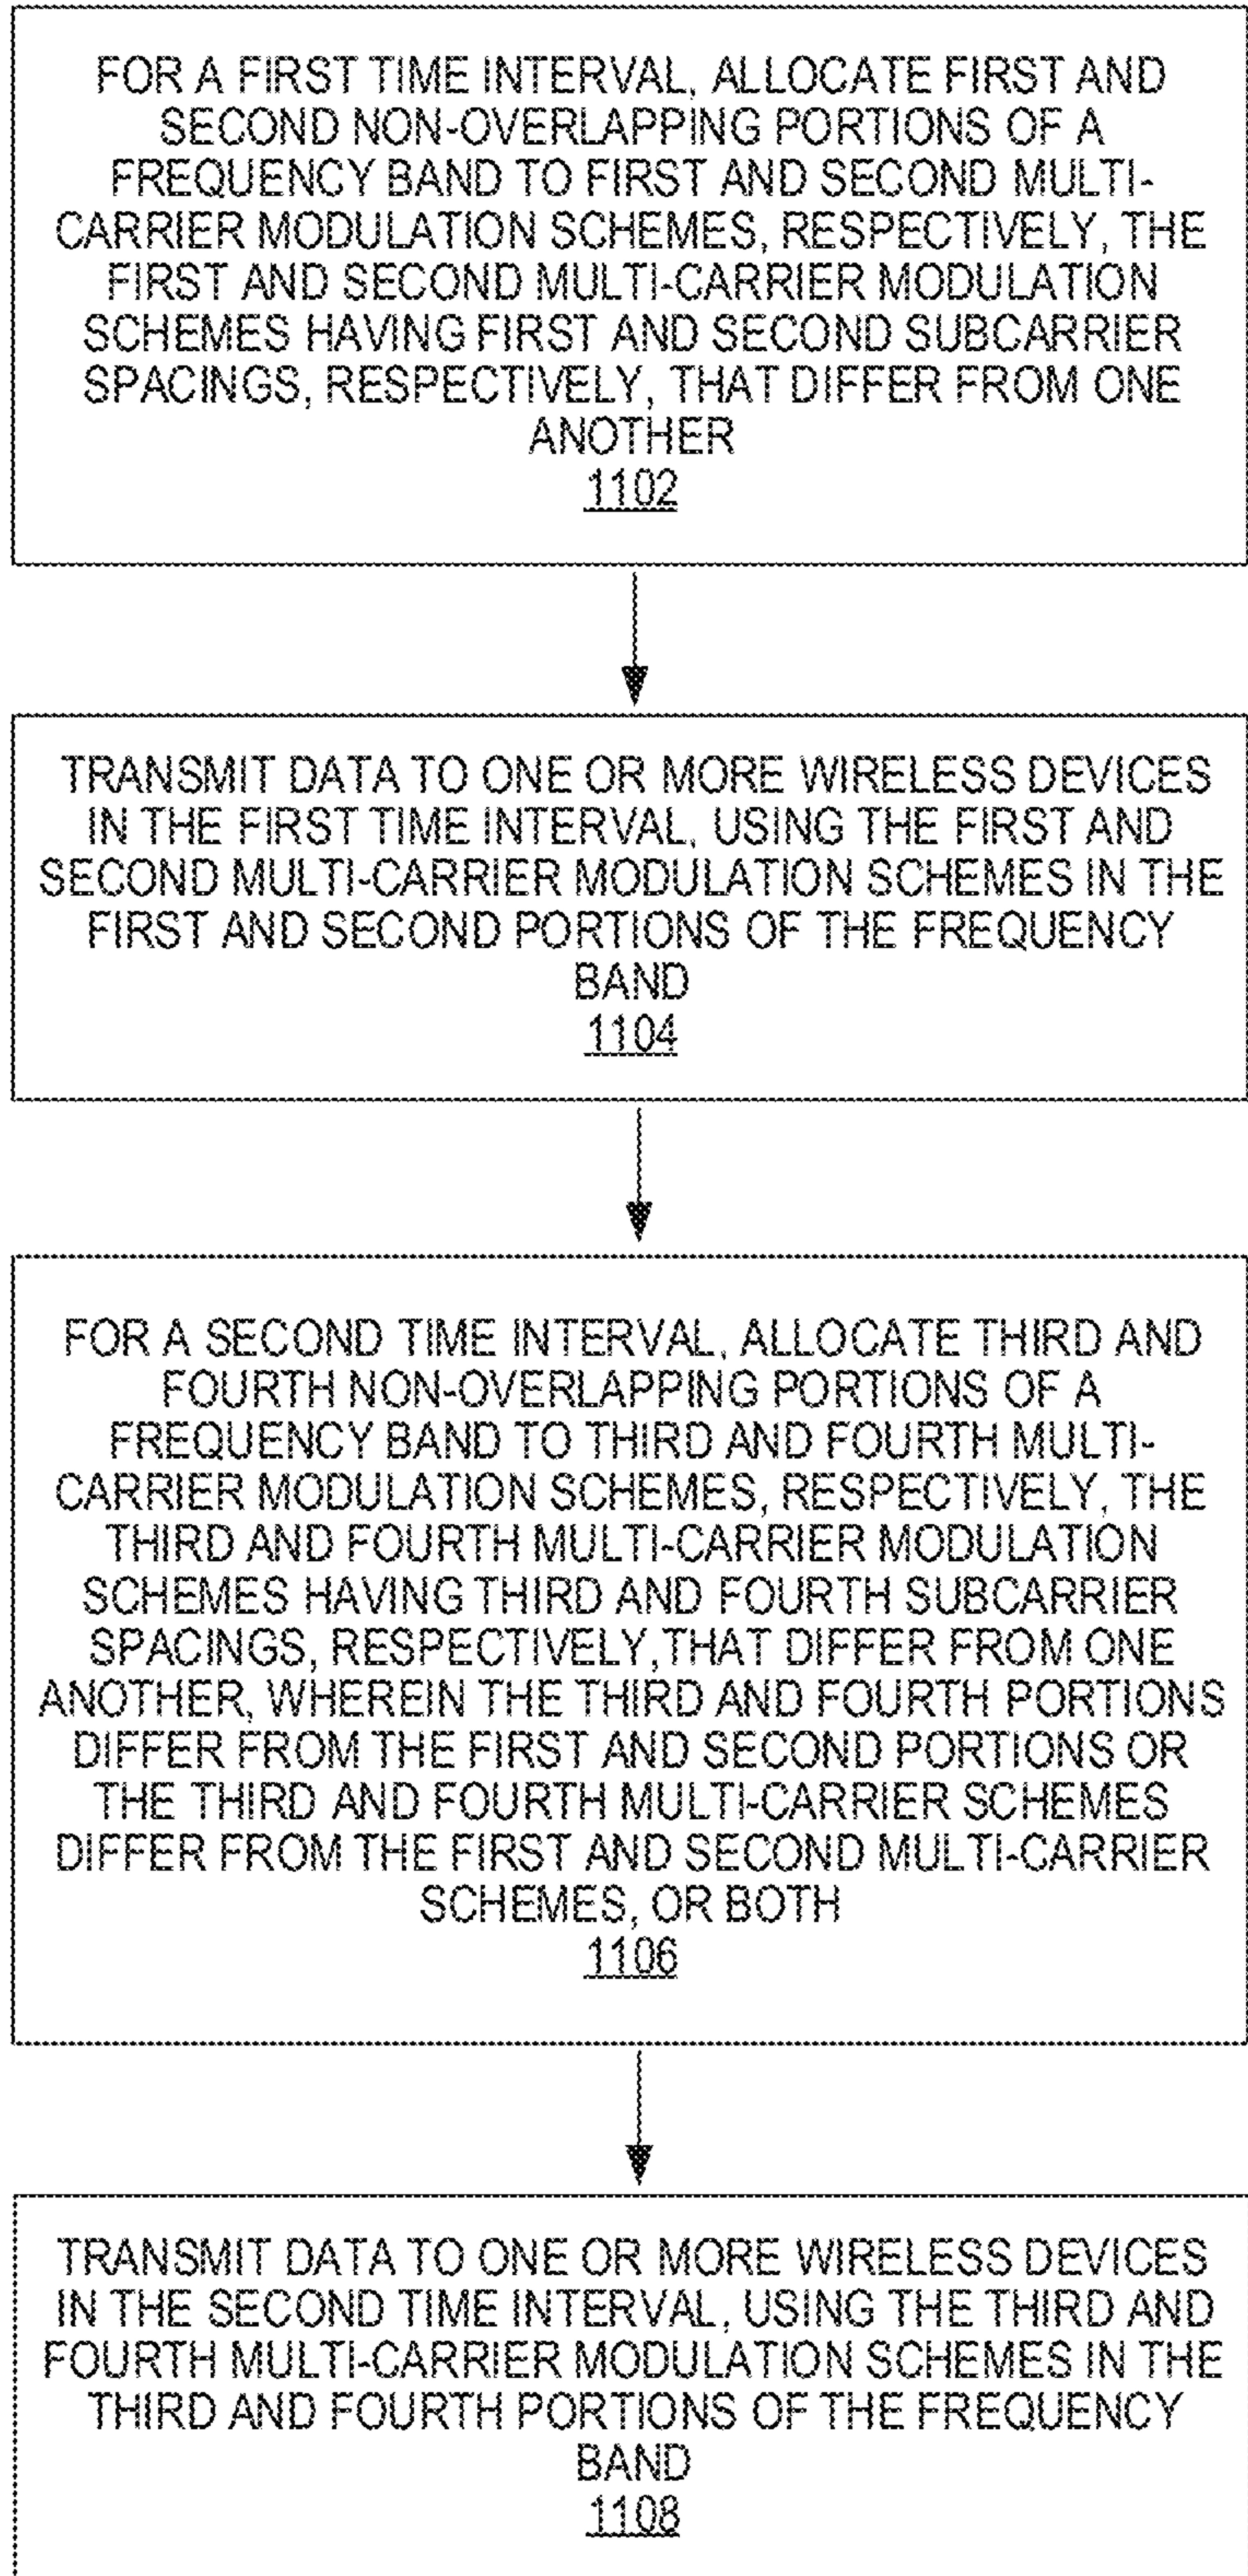 FOR A FIRST TIME INTERVAL, ALLOCATE FIRST AND
SECOND NON-OVERLAPPING PORTIONS OF A
FREQUENCY BAND TO FIRST AND SECOND MULTI-
CARRIER MODULATION SCHEMES, RESPECTIVELY, THE
FIRST AND SECOND MULTI-CARRIER MODULATION
SCHEMES HAVING FIRST AND SECOND SUBCARRIER
SPACINGS, RESPECTIVELY, THAT DIFFER FROM ONE
ANOTHER
1102
TRANSMIT DATA TO ONE OR MORE WIRELESS DEVICES
IN THE FIRST TIME INTERVAL, USING THE FIRST AND
SECOND MULTI-CARRIER MODULATION SCHEMES IN THE
FIRST AND SECOND PORTIONS OF THE FREQUENCY
BAND
1104
FOR A SECOND TIME INTERVAL, ALLOCATE THIRD AND
FOURTH NON-OVERLAPPING PORTIONS OF A
FREQUENCY BAND TO THIRD AND FOURTH MULTI-
CARRIER MODULATION SCHEMES, RESPECTIVELY, THE
THIRD AND FOURTH MULTI-CARRIER MODULATION
SCHEMES HAVING THIRD AND FOURTH SUBCARRIER
SPACINGS, RESPECTIVELY,THAT DIFFER FROM ONE
ANOTHER, WHEREIN THE THIRD AND FOURTH PORTIONS
DIFFER FROM THE FIRST AND SECOND PORTIONS OR
THE THIRD AND FOURTH MULTI-CARRIER SCHEMES
DIFFER FROM THE FIRST AND SECOND MULTI-CARRIER
SCHEMES, OR BOTH
1106
TRANSMIT DATA TO ONE OR MORE WIRELESS DEVICES
IN THE SECOND TIME INTERVAL, USING THE THIRD AND
FOURTH MULTI-CARRIER MODULATION SCHEMES IN THE
THIRD AND FOURTH PORTIONS OF THE FREQUENCY
BAND
1108